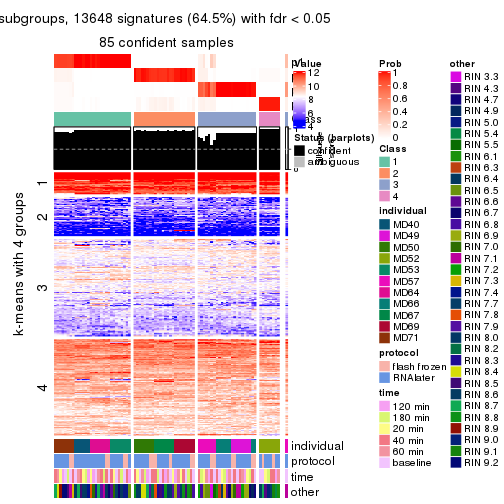 subgroups, 13648 signatures (64.5%) with fdr < 0.05
85 confident samples
k-means with 4 groups
1
2
3
4
individual
protocol
time
other
Value
12
10
8
6
4
Status (barplots)
confident
ambiguous
Prob
1
0.8
0.6
0.4
0.2
0
Class
1
2
3
4
individual
MD40
MD49
MD50
MD52
MD53
MD57
MD64
MD66
MD67
MD69
MD71
protocol
flash frozen
RNAlater
time
120 min
180 min
20 min
40 min
60 min
baseline
other
RIN 3.3
RIN 4.3
RIN 4.7
RIN 4.9
RIN 5.0
RIN 5.4
RIN 5.5
RIN 6.1
RIN 6.3
RIN 6.4
RIN 6.5
RIN 6.6
RIN 6.7
RIN 6.8
RIN 6.9
RIN 7.0
RIN 7.1
RIN 7.2
RIN 7.3
RIN 7.4
RIN 7.7
RIN 7.8
RIN 7.9
RIN 8.0
RIN 8.2
RIN 8.3
RIN 8.4
RIN 8.5
RIN 8.6
RIN 8.7
RIN 8.8
RIN 8.9
RIN 9.0
RIN 9.1
RIN 9.2